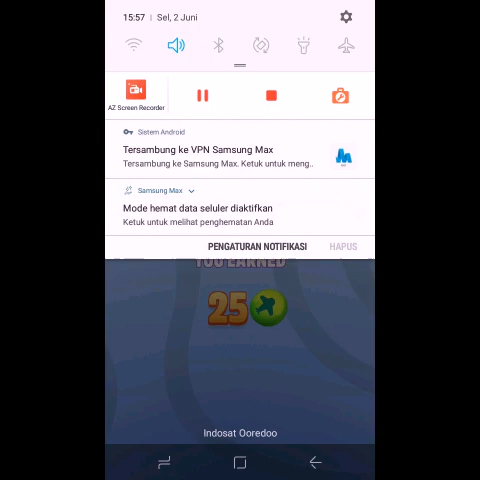 15:57 | Sel, 2 Juni
AZ Screen Recorder
Sistem Android
Tersambung ke VPN Samsung Max
Tersambung ke Samsung Max. Ketuk untuk meng..
Samsung Max
Mode hemat data seluler diaktifkan
Ketuk untuk melihat penghematan Anda
PENGATURAN NOTIFIKASI HAPUS
YOU EARNED
25
Indosat Ooredoo